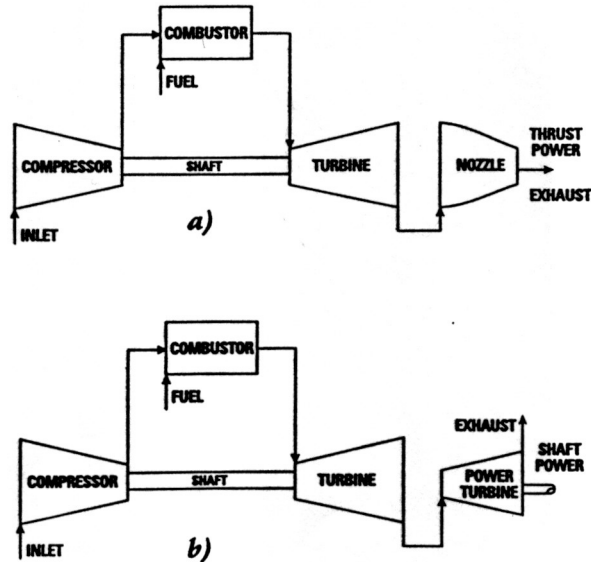 COMBUSTOR
FUEL
COMPRESSOR
SHAFT
TURBINE
NOZZLE
THRUST
POWER
EXHAUST
INLET
a)
COMBUSTOR
FUEL
EXHAUST
SHAFT
POWER
COMPRESSOR
SHAFT
TURBINE
POWER
TURBINE
INLET
b)